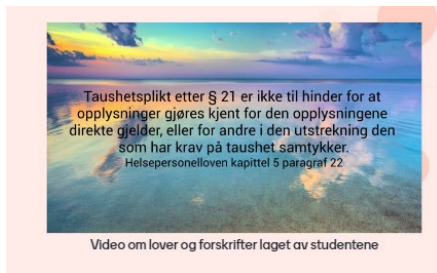 Taushetsplikt etter § 21 er ikke til hinder for at
opplysninger gjøres kjent for den opplysningene
direkte gjelder, eller for andre i den utstrekning den
som har krav på taushet samtykker.
Helsepersonelloven kapittel 5 paragraf 22
Video om lover og forskrifter laget av studentene